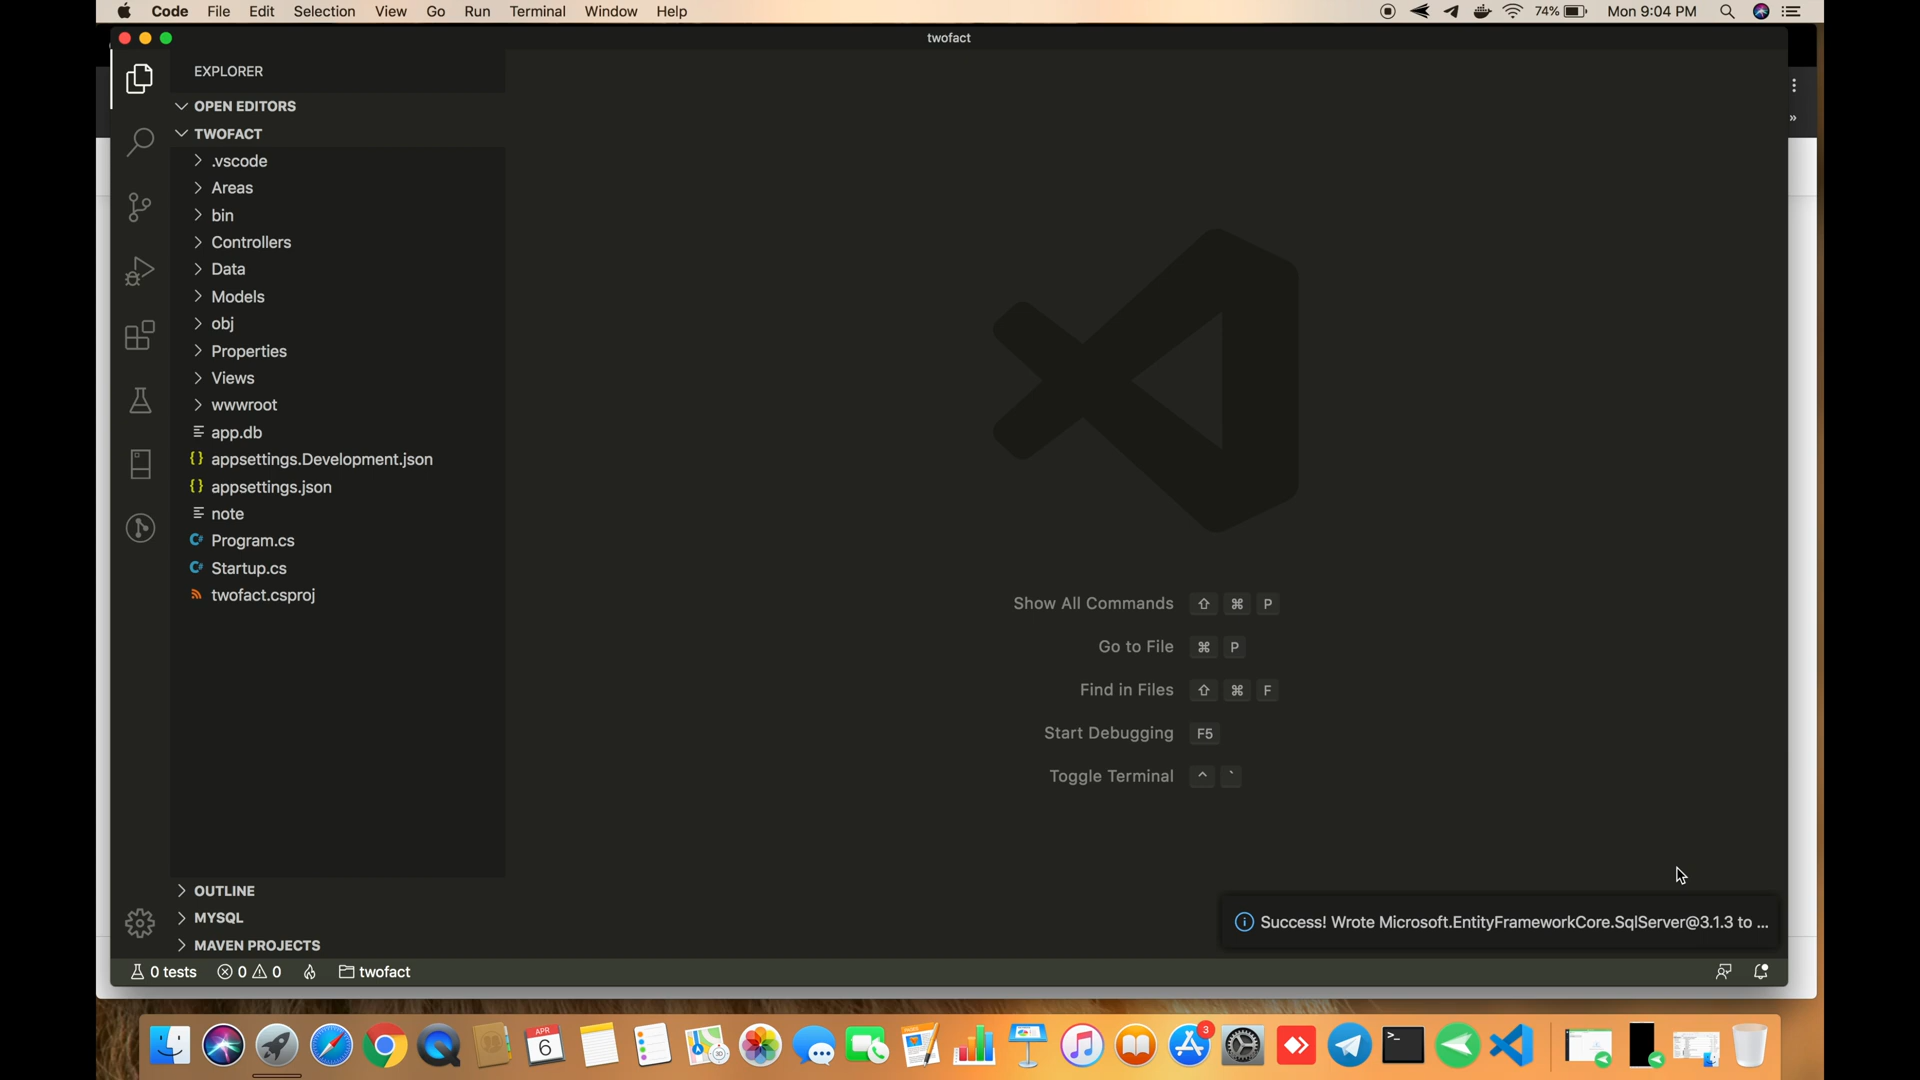 Code File Edit Selection View Go Run Terminal Window Help 74% Mon 9:04 PM
twofact
EXPLORER
OPEN EDITORS
TWOFACT
.vscode
Areas
bin
Controllers
Data
Models
obj
Properties
Views
wwwroot
app.db
{} appsettings.Development.json
{} appsettings.json
note
C# Program.cs
C# Startup.cs
twofact.csproj
Show All Commands ⇧ ⌘ P
Go to File ⌘ P
Find in Files ⇧ ⌘ F
Start Debugging F5
Toggle Terminal ^ `
OUTLINE
MYSQL
MAVEN PROJECTS
Success! Wrote Microsoft.EntityFrameworkCore.SqlServer@3.1.3 to ...
0 tests 0 0 twofact
APR
6
3